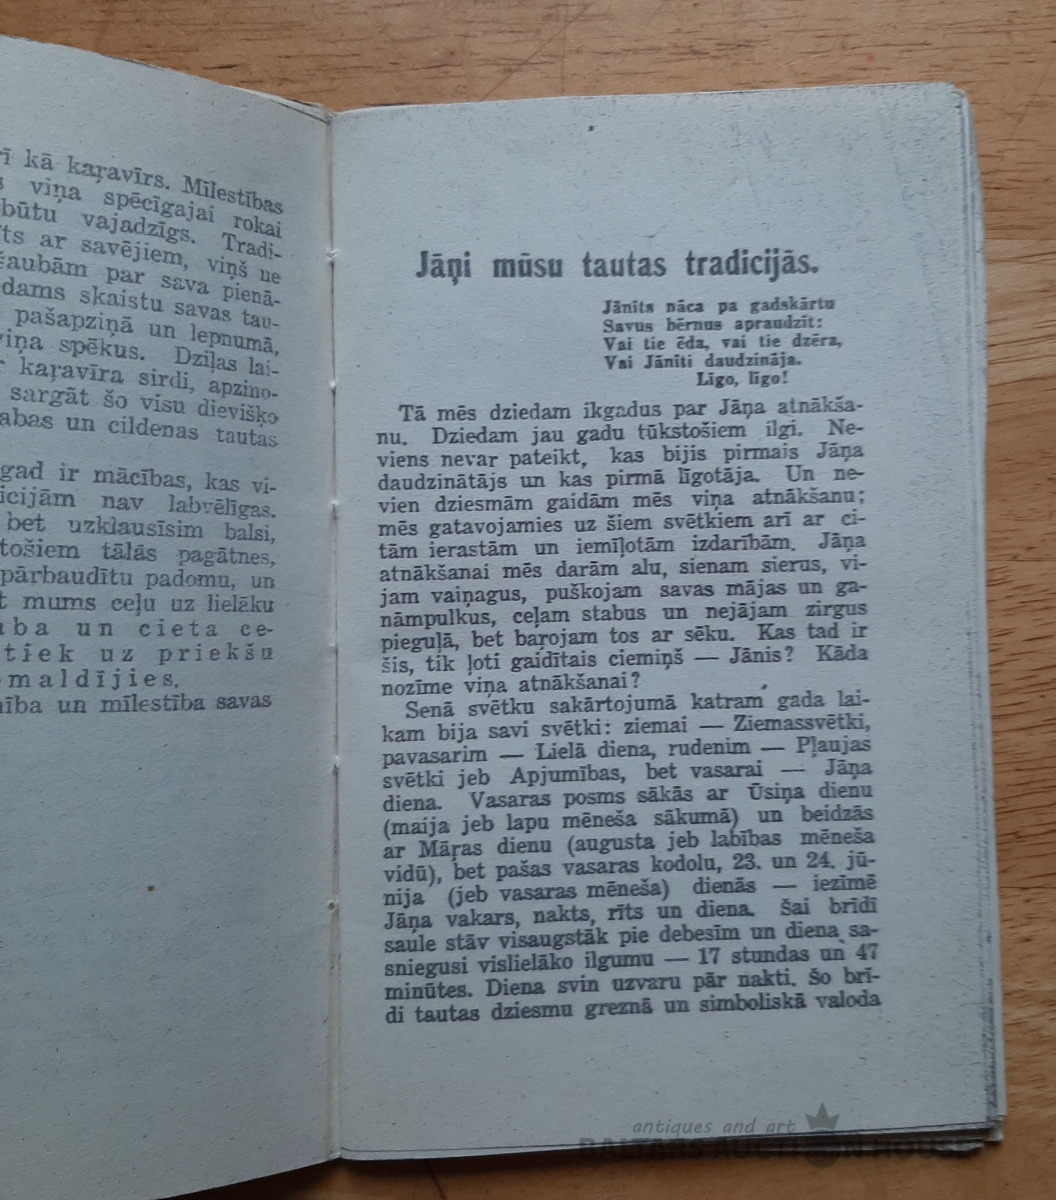 kā kaŗavīrs. Mīlestības
viņa spēcīgajai rokai
būtu vajadzīgs. Tradi-
ar savējiem, viņš ne
šaubām par sava pienā-
skaistu savas tau-
pašapziņā un lepnumā,
viņa spēkus. Dziļas lai-
kaŗavīra sirdi, apzino-
sargāt šo visu dievišķo
un cildenas tautas
gad ir mācības, kas vi-
nav labvēlīgas.
bet uzklausīsim balsi,
tālās pagātnes,
pārbaudītu padomu, un
mums ceļu uz lielāku
un cieta ce-
tiek uz priekšu
maldījies.
un mīlestība savas
Jāņi mūsu tautas tradicijās.
Jānīts nāca pa gadskārtu
Savus bērnus apraudzīt:
Vai tie ēda, vai tie dzēra,
Vai Jānīti daudzināja.
Līgo, līgo!
Tā mēs dziedam ikgadus par Jāņa atnākša-
nu. Dziedam jau gadu tūkstošiem ilgi. Ne-
viens nevar pateikt, kas bijis pirmais Jāņa
daudzinātājs un kas pirmā līgotāja. Un ne-
vien dziesmām gaidām mēs viņa atnākšanu;
mēs gatavojamies uz šiem svētkiem arī ar ci-
tām ierastām un iemīļotām izdarībām. Jāņa
atnākšanai mēs darām alu, sienam sierus, vi-
jam vaiņagus, puškojam savas mājas un ga-
nāmpulkus, ceļam stabus un nejājam zirgus
pieguļā, bet baŗojam tos ar sēku. Kas tad ir
šis, tik ļoti gaidītais ciemiņš — Jānis? Kāda
nozīme viņa atnākšanai?
Senā svētku sakārtojumā katram gada lai-
kam bija savi svētki: ziemai — Ziemassvētki,
pavasarim — Lielā diena, rudenim — Pļaujas
svētki jeb Apjumības, bet vasarai — Jāņa
diena. Vasaras posms sākās ar Ūsiņa dienu
(maija jeb lapu mēneša sākumā) un beidzās
ar Māŗas dienu (augusta jeb labības mēneša
vidū), bet pašas vasaras kodolu, 23. un 24. jū-
nija (jeb vasaras mēneša) dienās — iezīmē
Jāņa vakars, nakts, rīts un diena. Šai brīdī
saule stāv visaugstāk pie debesīm un diena sa-
sniegusi vislielāko ilgumu — 17 stundas un 47
minūtes. Diena svin uzvaru pār nakti. Šo brī-
di tautas dziesmu greznā un simboliskā valoda
antiques and art
BALTARS AUCTION HOUSE